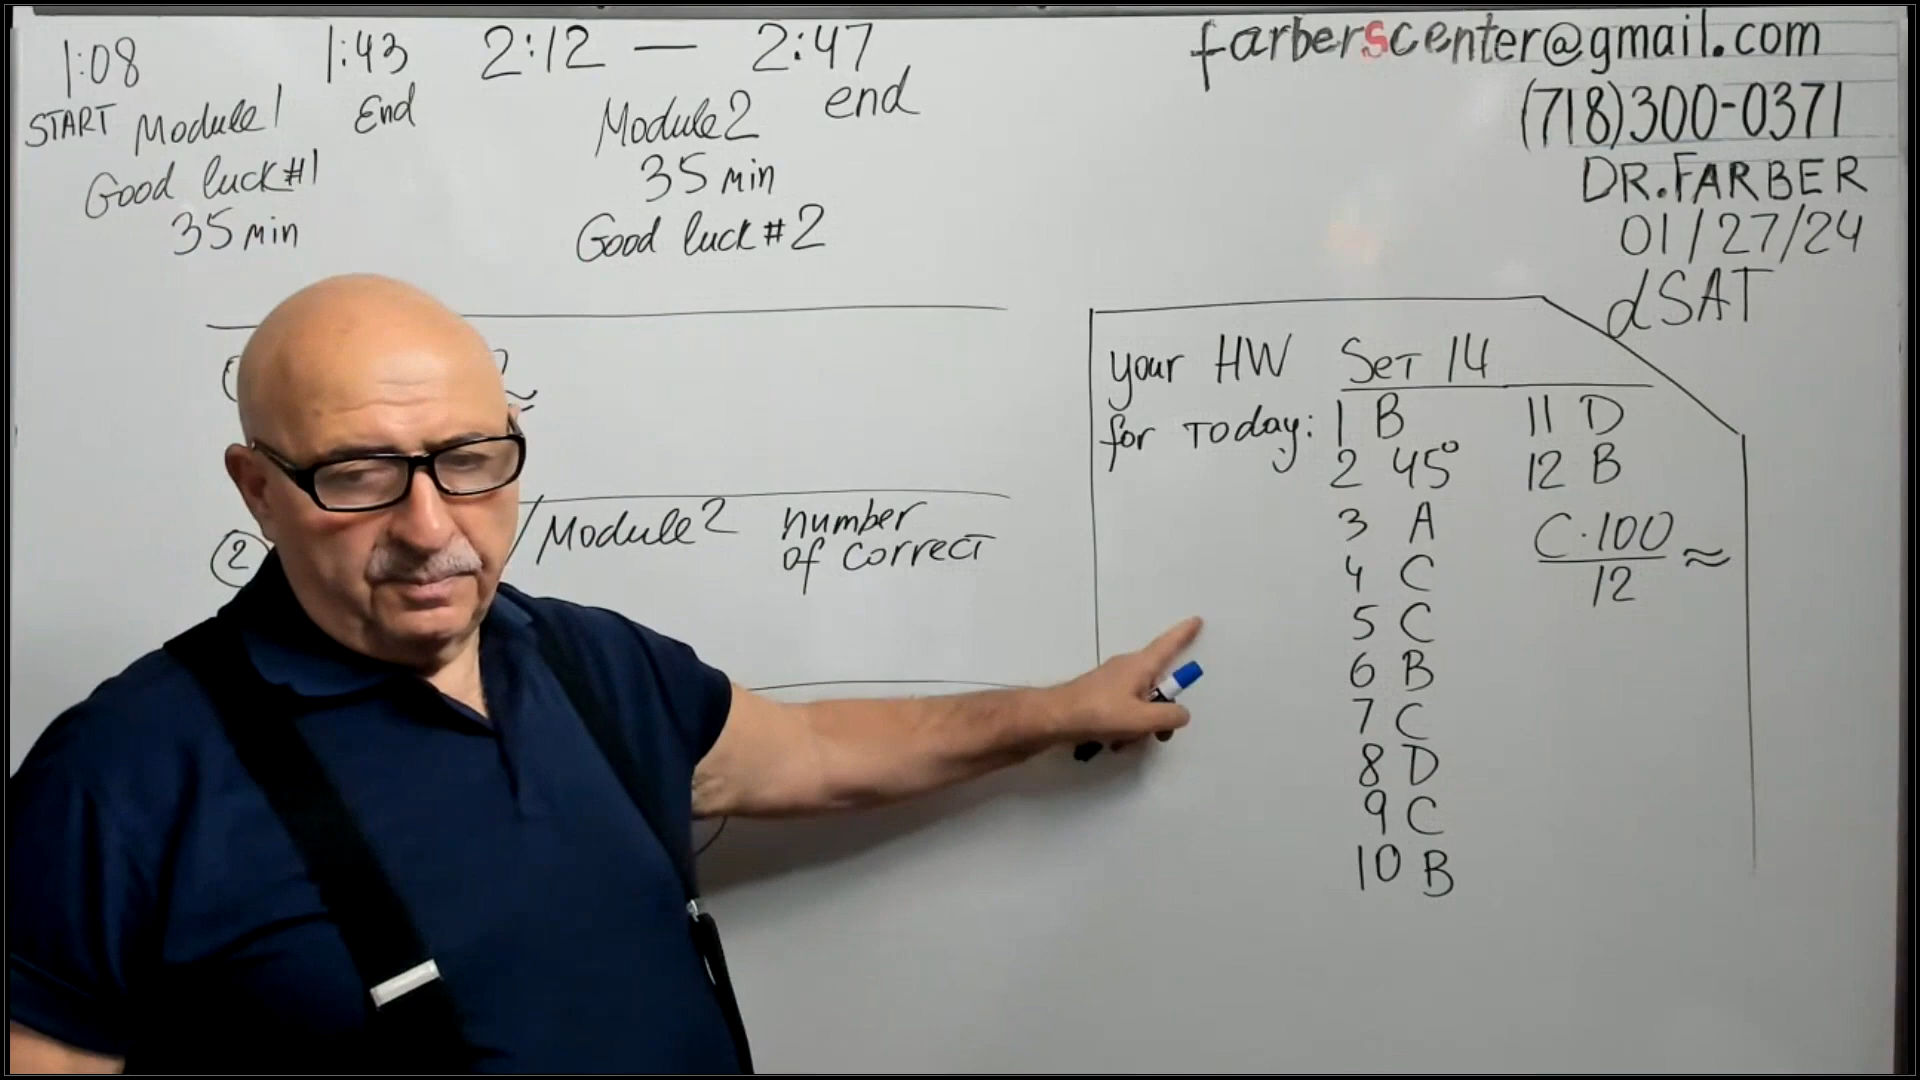 1:08
START Module 1
Good luck #1
35 min
1:43
End
2:12 — 2:47
end
Module 2
35 min
Good luck #2
farberscenter@gmail.com
(718)300-0371
DR. FARBER
01/27/24
dSAT
2 /Module 2 number
of correct
your HW Set 14
for Today:
1 B
2 45°
3 A
4 C
5 C
6 B
7 C
8 D
9 C
10 B
11 D
12 B
C·100
12 ≈